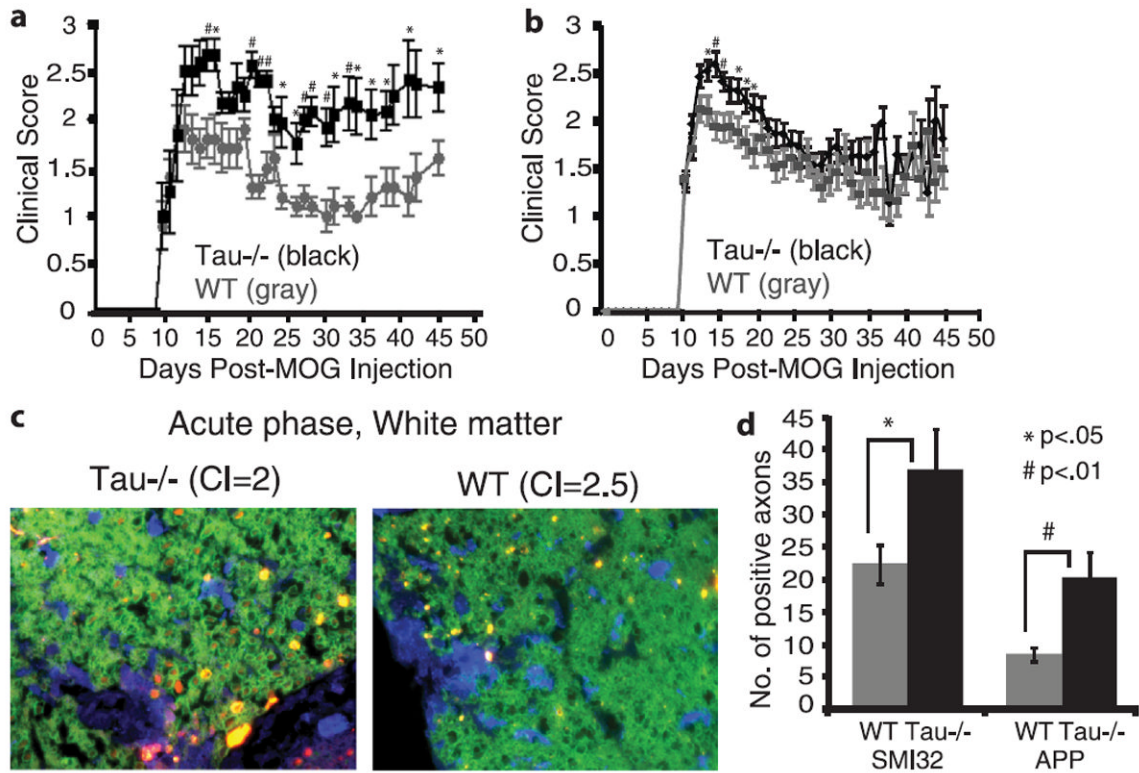 a
3
2.5
2
1.5
1
0.5
0
Clinical Score
#*
#
##
*
*
#
#
#
*
#*
*
*
*
*
Tau-/- (black)
WT (gray)
0 5 10 15 20 25 30 35 40 45 50
Days Post-MOG Injection
b
3
2.5
2
1.5
1
0.5
0
Clinical Score
*
#
#
*
*
*
Tau-/- (black)
WT (gray)
0 5 10 15 20 25 30 35 40 45 50
Days Post-MOG Injection
c
Acute phase, White matter
Tau-/- (CI=2)
WT (CI=2.5)
d
45
40
35
30
25
20
15
10
5
0
No. of positive axons
*
#
* p<.05
# p<.01
WT Tau-/-
SMI32
WT Tau-/-
APP